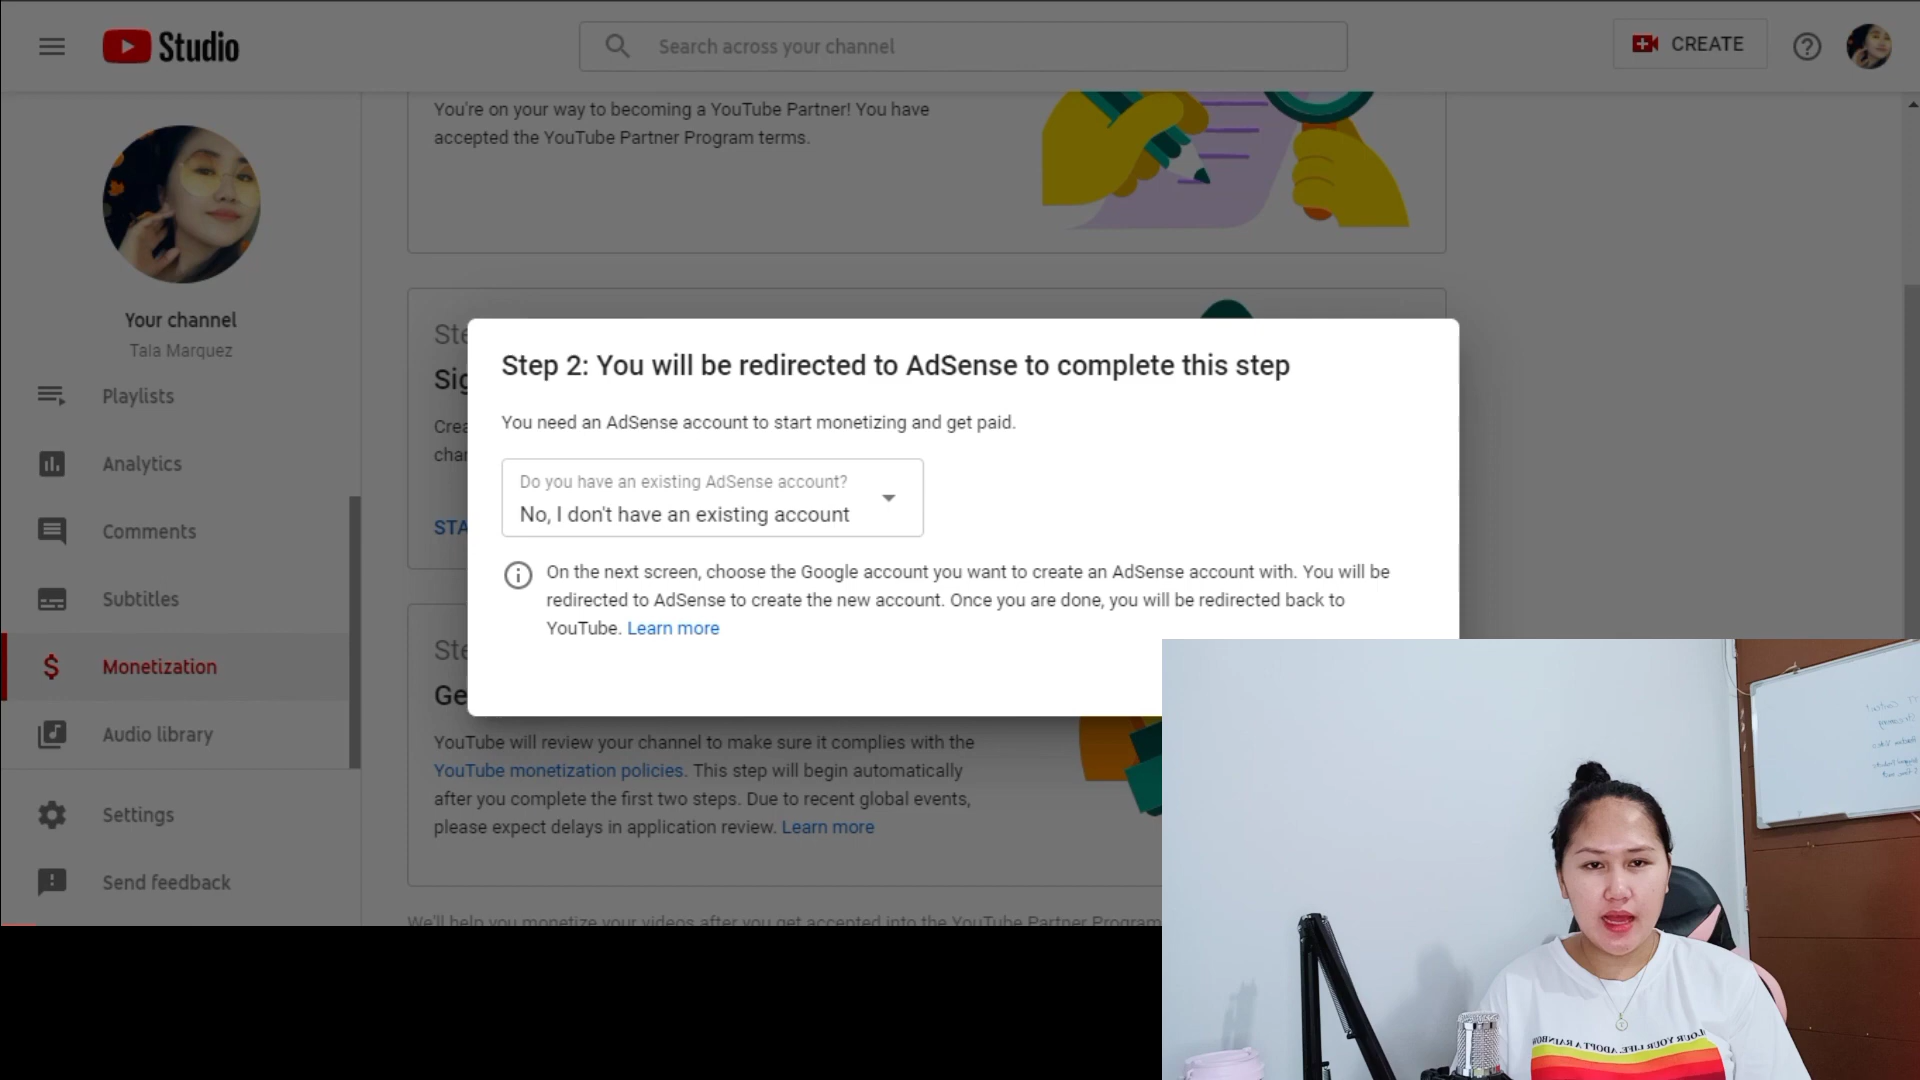 Studio
Search across your channel
CREATE
You're on your way to becoming a YouTube Partner! You have
accepted the YouTube Partner Program terms.
Your channel
Tala Marquez
Playlists
Analytics
Comments
Subtitles
Monetization
Audio library
Settings
Send feedback
Step 2: You will be redirected to AdSense to complete this step
You need an AdSense account to start monetizing and get paid.
Do you have an existing AdSense account?
No, I don't have an existing account
On the next screen, choose the Google account you want to create an AdSense account with. You will be
redirected to AdSense to create the new account. Once you are done, you will be redirected back to
YouTube. Learn more
YouTube will review your channel to make sure it complies with the
YouTube monetization policies. This step will begin automatically
after you complete the first two steps. Due to recent global events,
please expect delays in application review. Learn more
We'll help you monetize your videos after you get accepted into the YouTube Partner Program
YOUR LIFE, ADOPT A RAINBOW